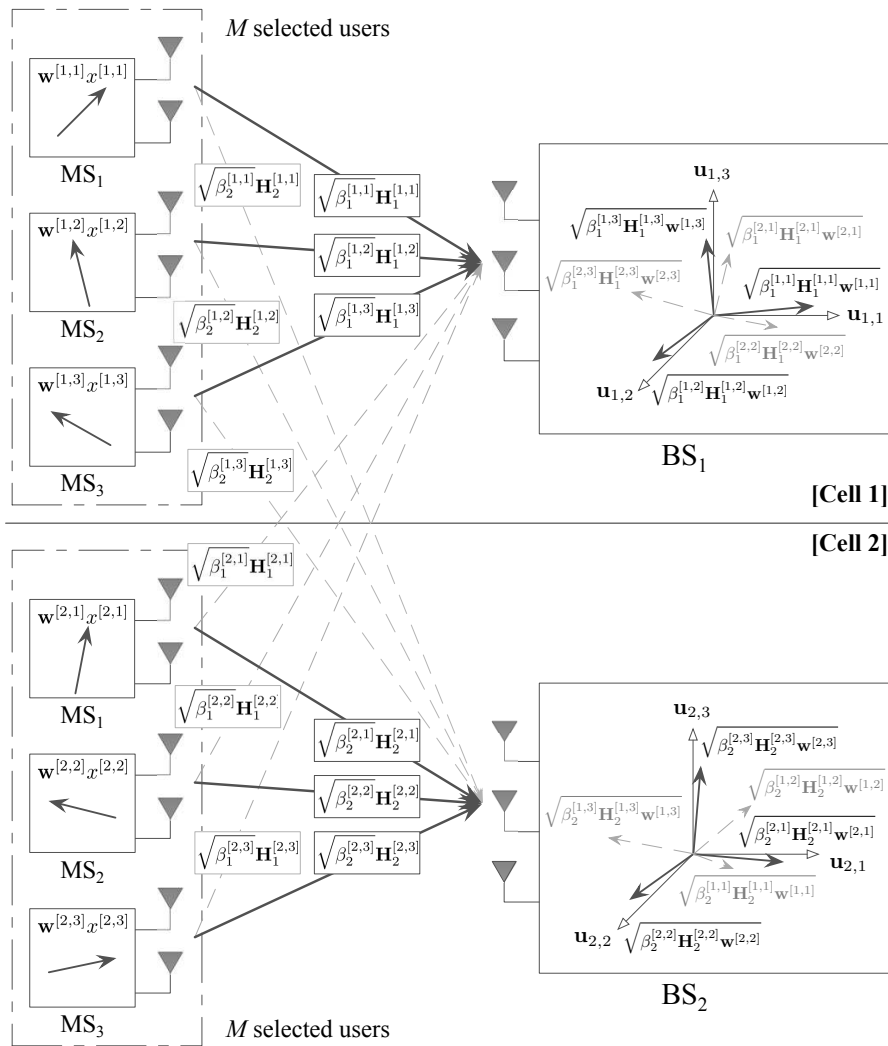 M selected users
w^{[1,1]}x^{[1,1]}
MS_1
w^{[1,2]}x^{[1,2]}
MS_2
w^{[1,3]}x^{[1,3]}
MS_3
√β_2^{[1,1]} H_2^{[1,1]}
√β_1^{[1,1]} H_1^{[1,1]}
√β_1^{[1,2]} H_1^{[1,2]}
√β_2^{[1,2]} H_2^{[1,2]}
√β_1^{[1,3]} H_1^{[1,3]}
√β_2^{[1,3]} H_2^{[1,3]}
u_{1,3}
√β_1^{[1,3]} H_1^{[1,3]} w^{[1,3]}
√β_1^{[2,1]} H_1^{[2,1]} w^{[2,1]}
√β_1^{[2,3]} H_1^{[2,3]} w^{[2,3]}
√β_1^{[1,1]} H_1^{[1,1]} w^{[1,1]}
u_{1,1}
√β_1^{[2,2]} H_1^{[2,2]} w^{[2,2]}
u_{1,2}
√β_1^{[1,2]} H_1^{[1,2]} w^{[1,2]}
BS_1
[Cell 1]
[Cell 2]
w^{[2,1]}x^{[2,1]}
MS_1
w^{[2,2]}x^{[2,2]}
MS_2
w^{[2,3]}x^{[2,3]}
MS_3
√β_1^{[2,1]} H_1^{[2,1]}
√β_1^{[2,2]} H_1^{[2,2]}
√β_2^{[2,1]} H_2^{[2,1]}
√β_2^{[2,2]} H_2^{[2,2]}
√β_1^{[2,3]} H_1^{[2,3]}
√β_2^{[2,3]} H_2^{[2,3]}
u_{2,3}
√β_2^{[2,3]} H_2^{[2,3]} w^{[2,3]}
√β_2^{[1,2]} H_2^{[1,2]} w^{[1,2]}
√β_2^{[1,3]} H_2^{[1,3]} w^{[1,3]}
√β_2^{[2,1]} H_2^{[2,1]} w^{[2,1]}
u_{2,1}
√β_2^{[1,1]} H_2^{[1,1]} w^{[1,1]}
u_{2,2}
√β_2^{[2,2]} H_2^{[2,2]} w^{[2,2]}
BS_2
M selected users